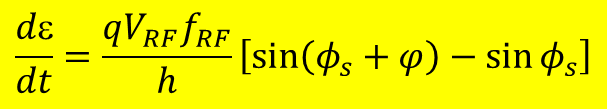 dε/dt = qV_RF f_RF/h [sin(ϕ_s + φ) − sin ϕ_s]